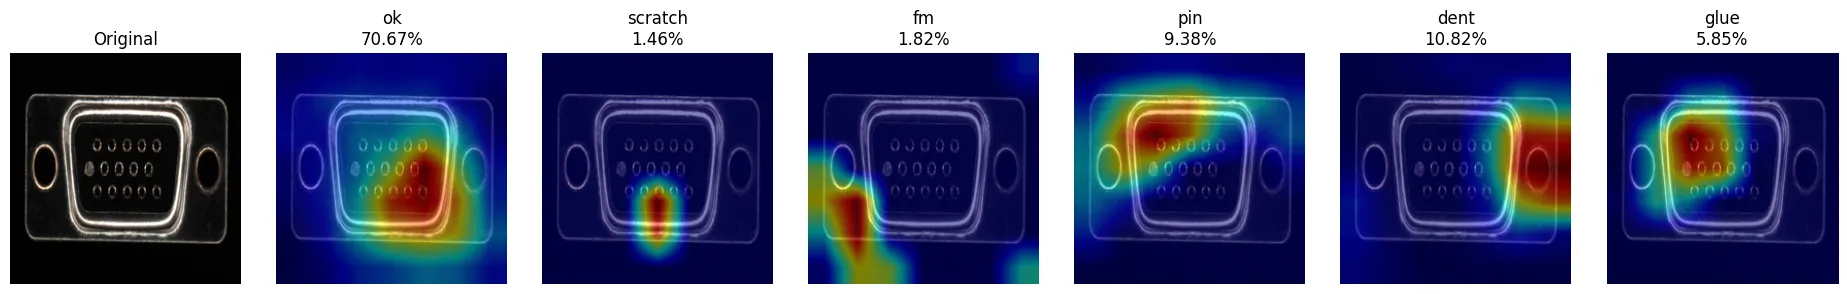 Original
ok
70.67%
scratch
1.46%
fm
1.82%
pin
9.38%
dent
10.82%
glue
5.85%